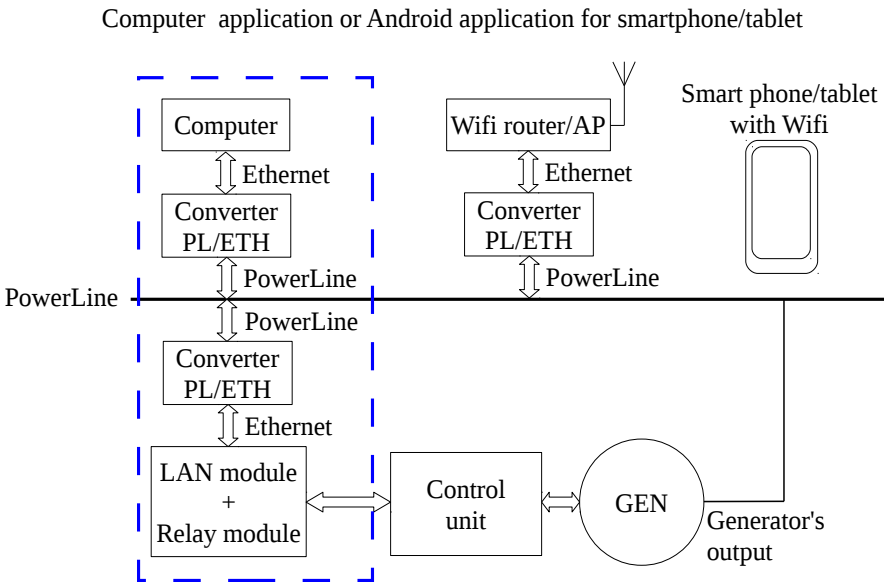 Computer application or Android application for smartphone/tablet
Computer
Ethernet
Converter
PL/ETH
PowerLine
Wifi router/AP
Ethernet
Converter
PL/ETH
PowerLine
Smart phone/tablet
with Wifi
PowerLine
PowerLine
Converter
PL/ETH
Ethernet
LAN module
+
Relay module
Control
unit
GEN
Generator's
output